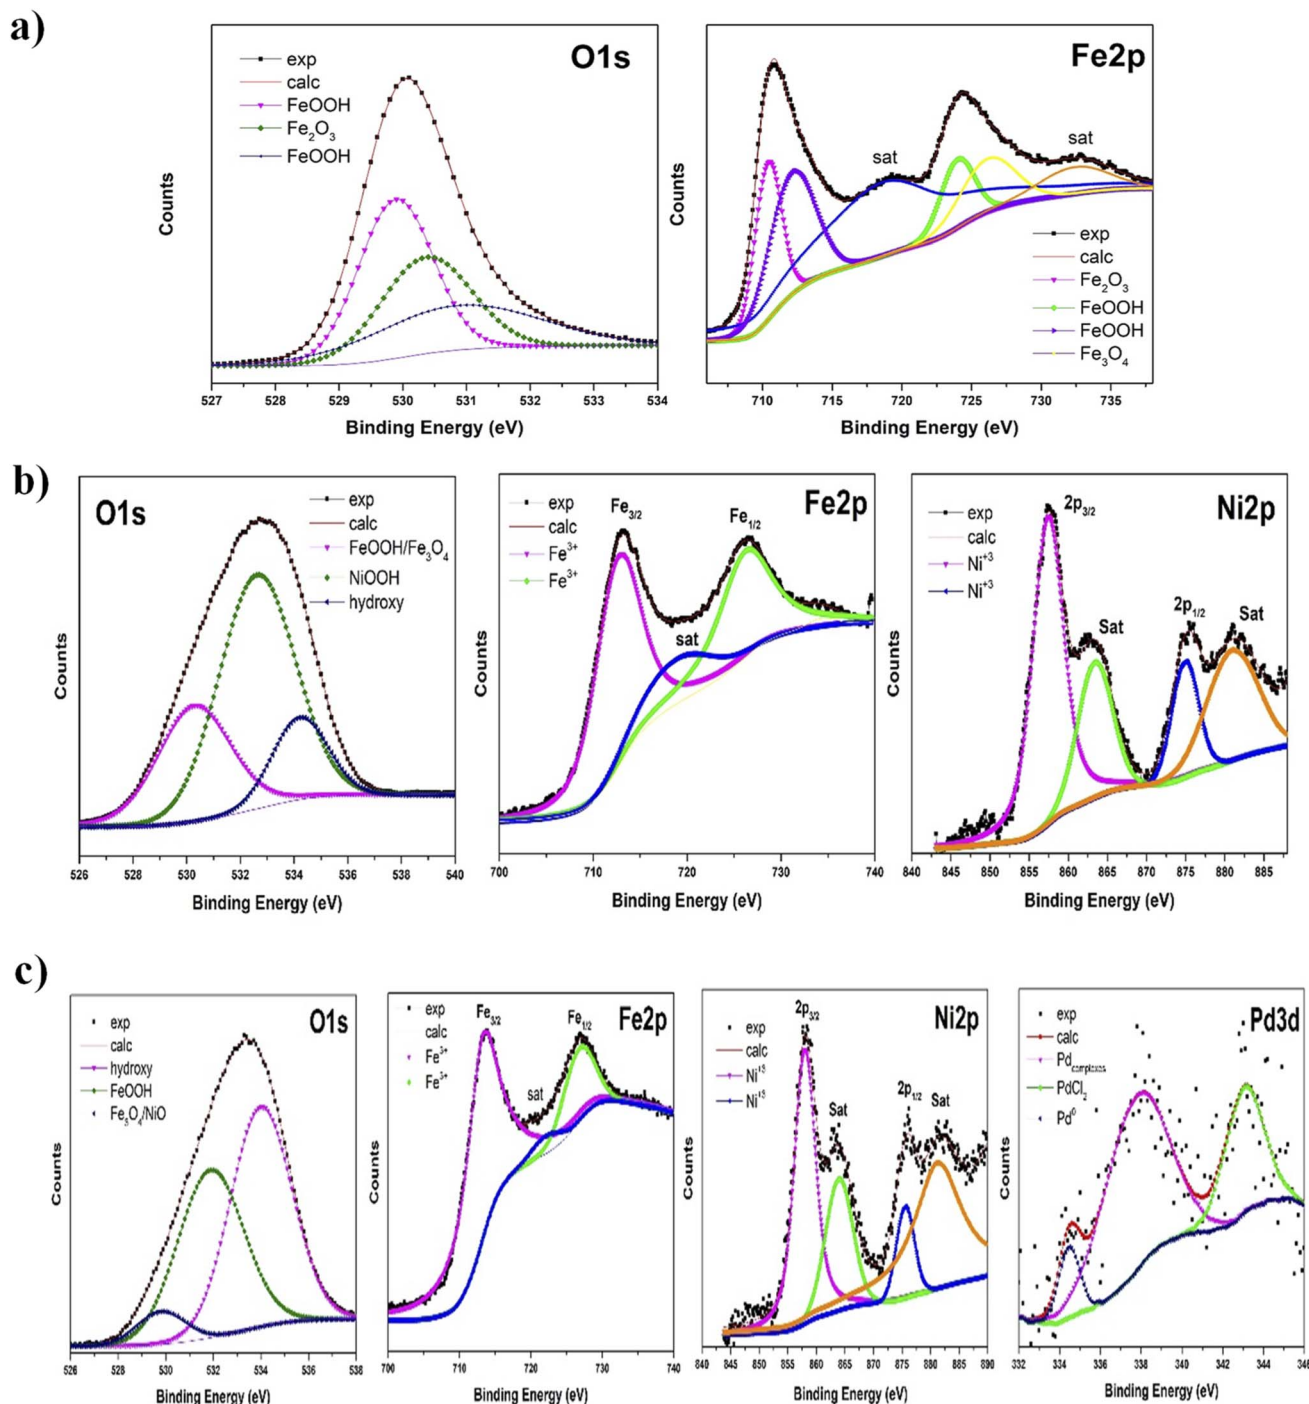 a)
O1s
exp
calc
FeOOH
Fe₂O₃
FeOOH
Counts
527 528 529 530 531 532 533 534
Binding Energy (eV)
Fe2p
sat
sat
exp
calc
Fe₂O₃
FeOOH
FeOOH
Fe₃O₄
Counts
710 715 720 725 730 735
Binding Energy (eV)
b)
O1s
exp
calc
FeOOH/Fe₃O₄
NiOOH
hydroxy
Counts
526 528 530 532 534 536 538 540
Binding Energy (eV)
Fe2p
exp
calc
Fe³⁺
Fe³⁺
Fe₃/₂
Fe₁/₂
sat
Counts
700 710 720 730 740
Binding Energy (eV)
Ni2p
exp
calc
Ni⁺³
Ni⁺³
2p₃/₂
Sat
2p₁/₂
Sat
Counts
840 845 850 855 860 865 870 875 880 885
Binding Energy (eV)
c)
O1s
exp
calc
hydroxy
FeOOH
Fe₃O₄/NiO
Counts
526 528 530 532 534 536 538
Binding Energy (eV)
Fe2p
exp
calc
Fe³⁺
Fe³⁺
Fe₃/₂
Fe₁/₂
sat
Counts
700 710 720 730 740
Binding Energy (eV)
Ni2p
exp
calc
Ni⁺³
Ni⁺³
2p₃/₂
Sat
2p₁/₂
Sat
Counts
840 845 850 855 860 865 870 875 880 885 890
Binding Energy (eV)
Pd3d
exp
calc
Pd complexes
PdCl₂
Pd⁰
Counts
332 334 336 338 340 342 344 346
Binding Energy (eV)